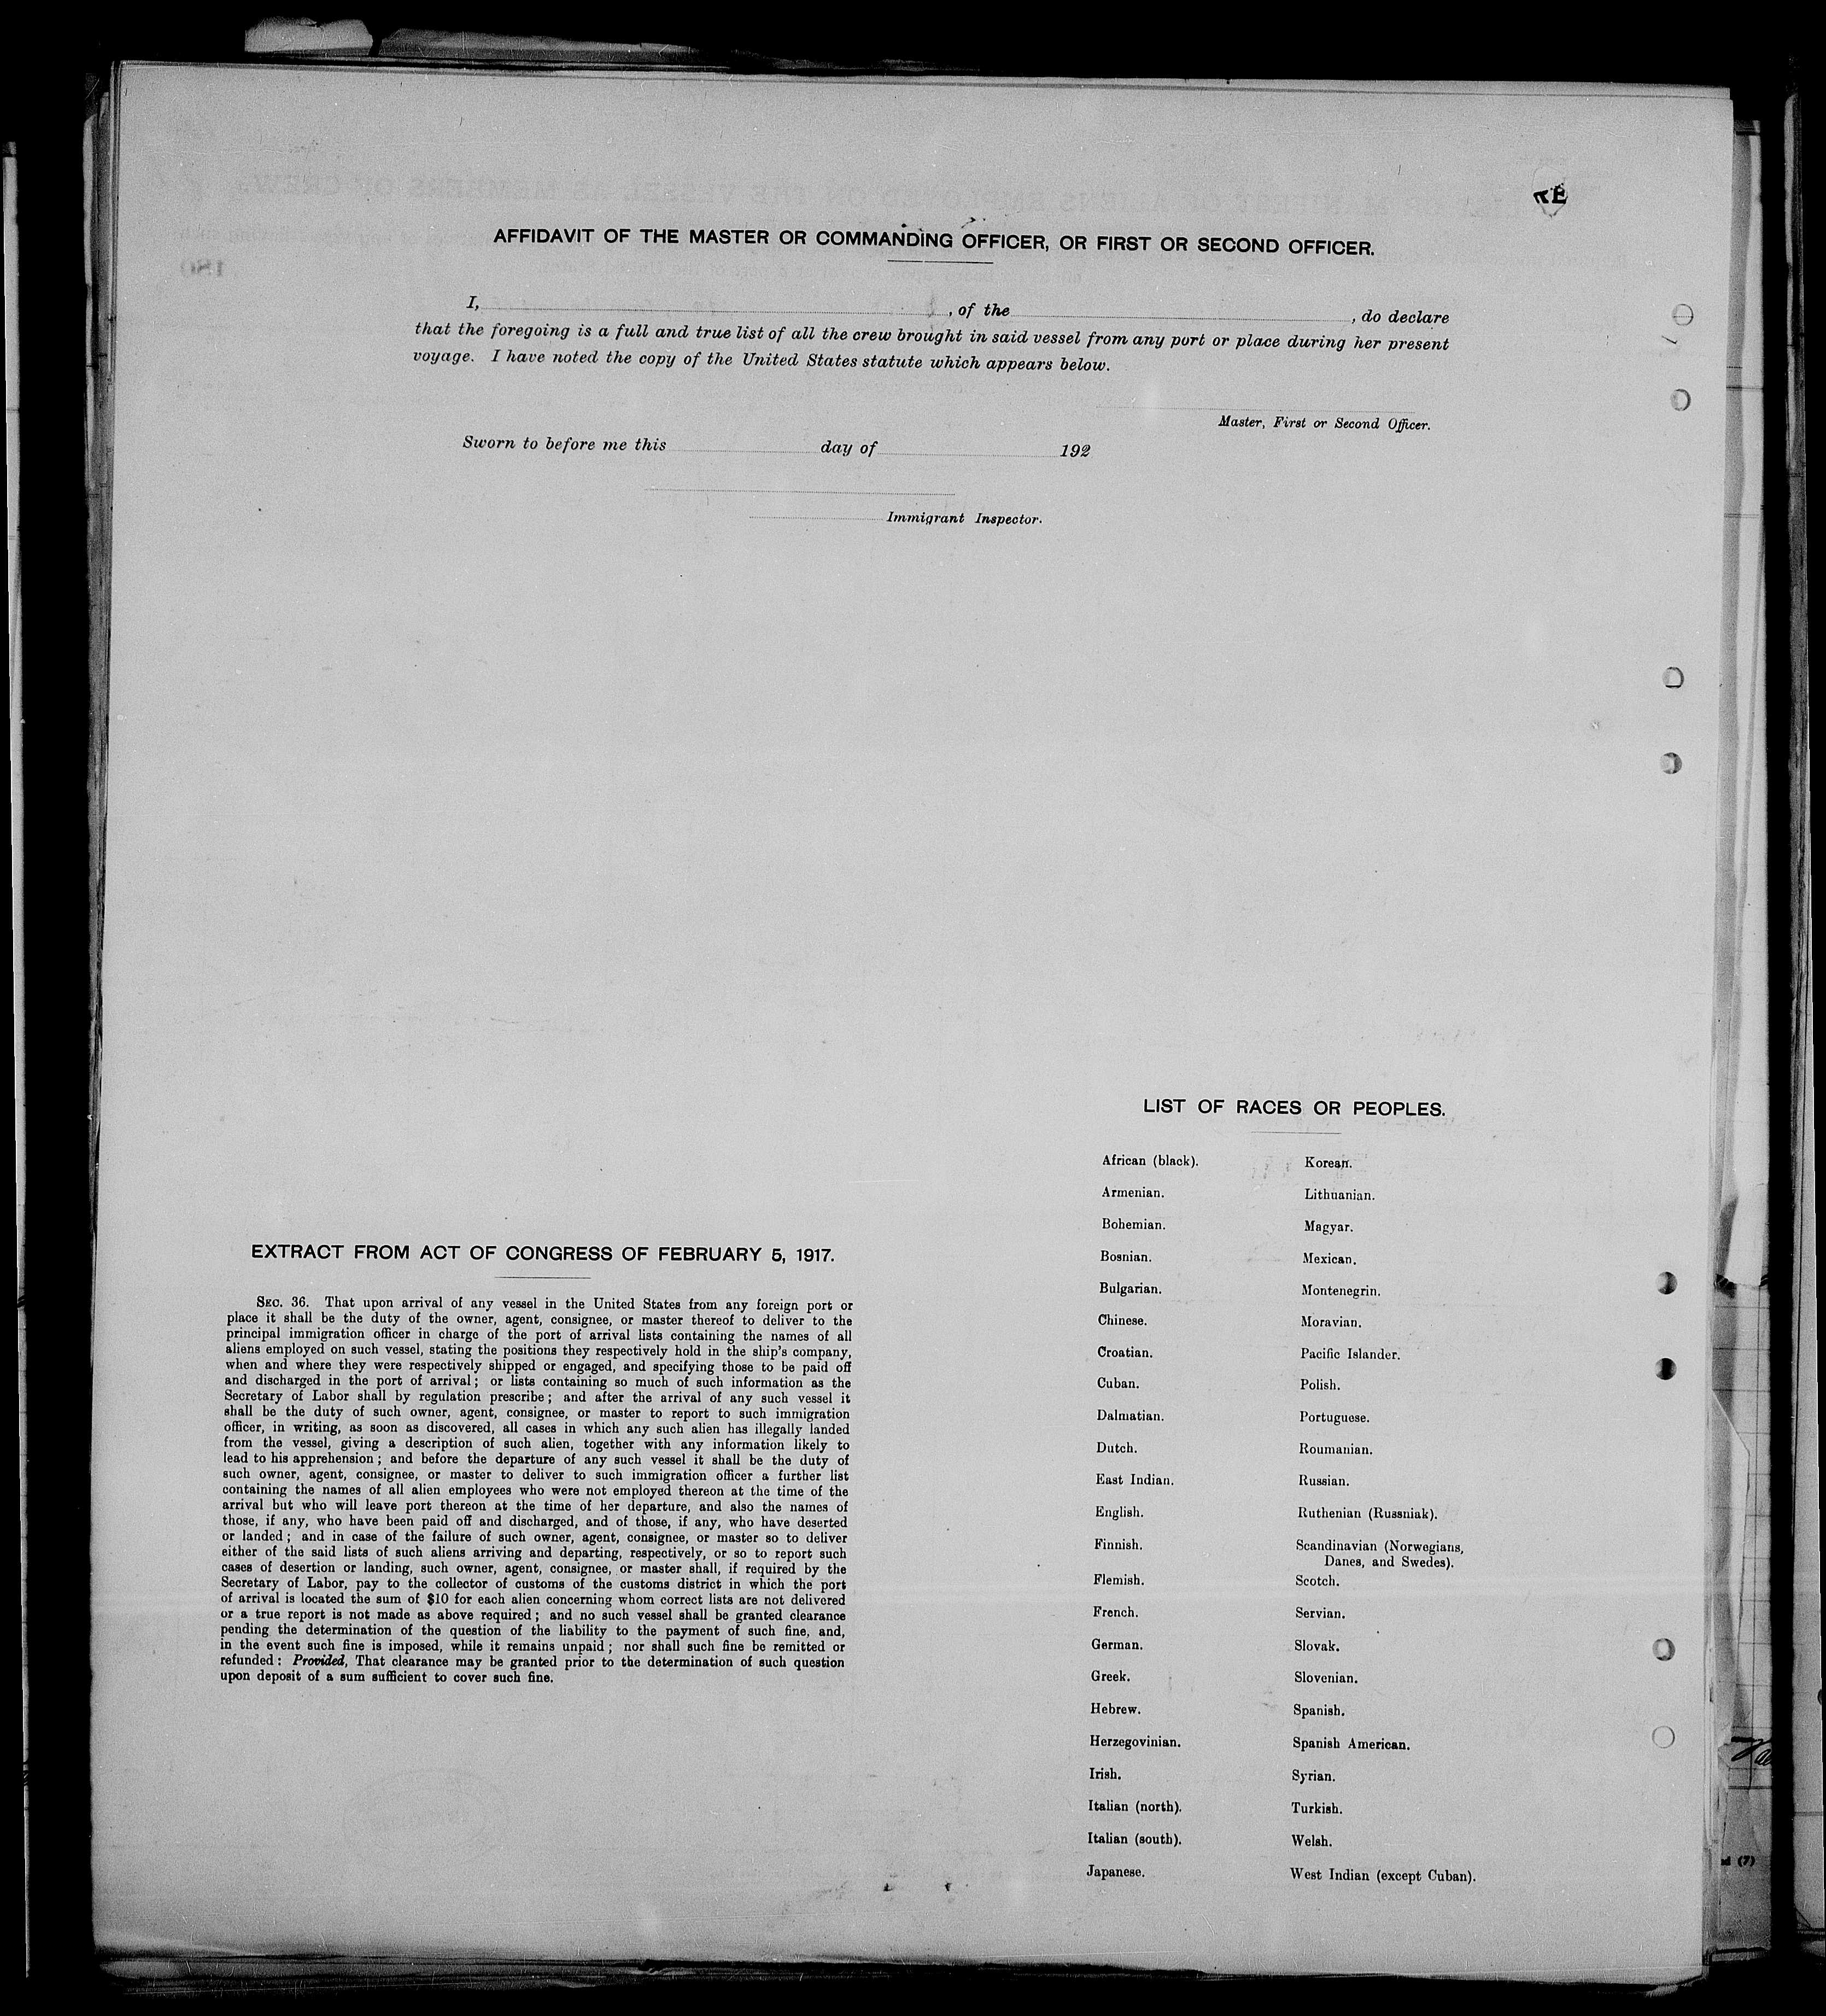 RE
AFFIDAVIT OF THE MASTER OR COMMANDING OFFICER, OR FIRST OR SECOND OFFICER.
I, , of the , do declare
that the foregoing is a full and true list of all the crew brought in said vessel from any port or place during her present
voyage. I have noted the copy of the United States statute which appears below.
Master, First or Second Officer.
Sworn to before me this day of 192
Immigrant Inspector.
EXTRACT FROM ACT OF CONGRESS OF FEBRUARY 5, 1917.
SEC. 36. That upon arrival of any vessel in the United States from any foreign port or
place it shall be the duty of the owner, agent, consignee, or master thereof to deliver to the
principal immigration officer in charge of the port of arrival lists containing the names of all
aliens employed on such vessel, stating the positions they respectively hold in the ship's company,
when and where they were respectively shipped or engaged, and specifying those to be paid off
and discharged in the port of arrival; or lists containing so much of such information as the
Secretary of Labor shall by regulation prescribe; and after the arrival of any such vessel it
shall be the duty of such owner, agent, consignee, or master to report to such immigration
officer, in writing, as soon as discovered, all cases in which any such alien has illegally landed
from the vessel, giving a description of such alien, together with any information likely to
lead to his apprehension; and before the departure of any such vessel it shall be the duty of
such owner, agent, consignee, or master to deliver to such immigration officer a further list
containing the names of all alien employees who were not employed thereon at the time of the
arrival but who will leave port thereon at the time of her departure, and also the names of
those, if any, who have been paid off and discharged, and of those, if any, who have deserted
or landed; and in case of the failure of such owner, agent, consignee, or master so to deliver
either of the said lists of such aliens arriving and departing, respectively, or so to report such
cases of desertion or landing, such owner, agent, consignee, or master shall, if required by the
Secretary of Labor, pay to the collector of customs of the customs district in which the port
of arrival is located the sum of $10 for each alien concerning whom correct lists are not delivered
or a true report is not made as above required; and no such vessel shall be granted clearance
pending the determination of the question of the liability to the payment of such fine, and,
in the event such fine is imposed, while it remains unpaid; nor shall such fine be remitted or
refunded: Provided, That clearance may be granted prior to the determination of such question
upon deposit of a sum sufficient to cover such fine.
LIST OF RACES OR PEOPLES.
African (black).
Armenian.
Bohemian.
Bosnian.
Bulgarian.
Chinese.
Croatian.
Cuban.
Dalmatian.
Dutch.
East Indian.
English.
Finnish.
Flemish.
French.
German.
Greek.
Hebrew.
Herzegovinian.
Irish.
Italian (north).
Italian (south).
Japanese.
Korean.
Lithuanian.
Magyar.
Mexican.
Montenegrin.
Moravian.
Pacific Islander.
Polish.
Portuguese.
Roumanian.
Russian.
Ruthenian (Russniak).
Scandinavian (Norwegians,
Danes, and Swedes).
Scotch.
Servian.
Slovak.
Slovenian.
Spanish.
Spanish American.
Syrian.
Turkish.
Welsh.
West Indian (except Cuban).
(7)